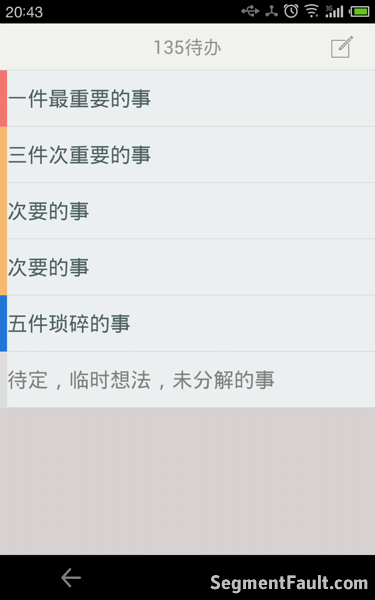 20:43
3G
135待办
一件最重要的事
三件次重要的事
次要的事
次要的事
五件琐碎的事
待定，临时想法，未分解的事
SegmentFault.com